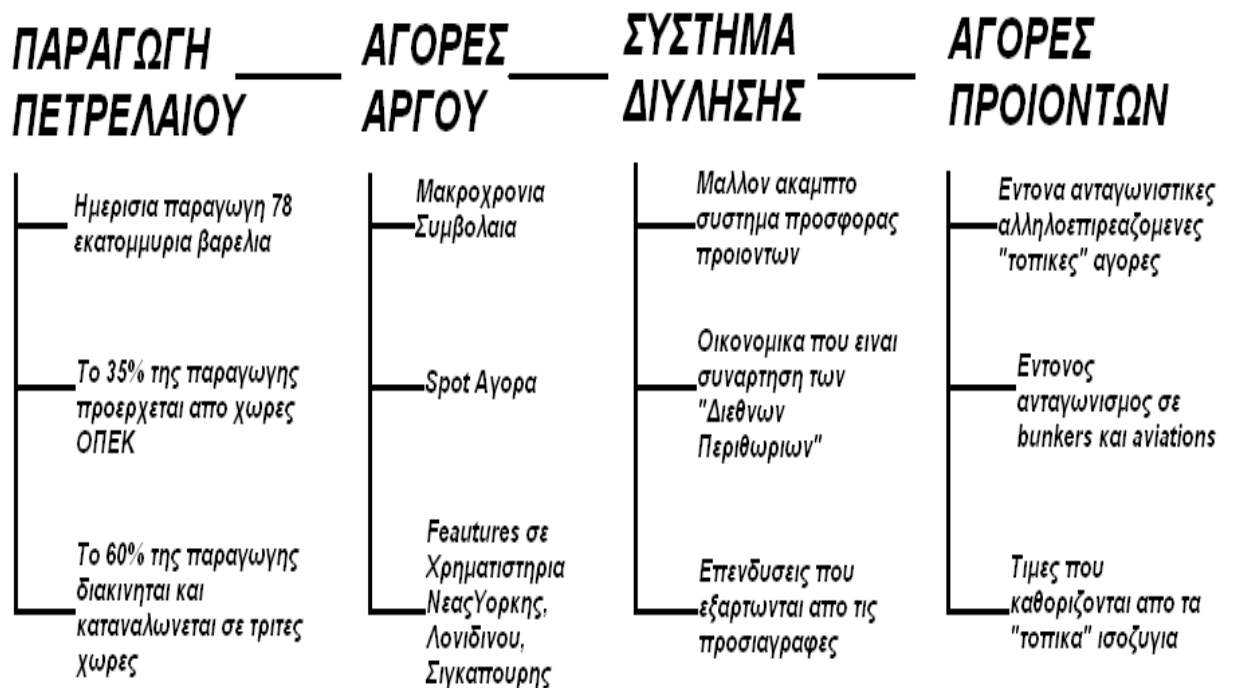 ΠΑΡΑΓΩΓΗ
ΠΕΤΡΕΛΑΙΟΥ
Ημερισια παραγωγη 78
εκατομμυρια βαρελια
Το 35% της παραγωγης
προερχεται απο χωρες
ΟΠΕΚ
Το 60% της παραγωγης
διακινηται και
καταναλωνεται σε τριτες
χωρες
ΑΓΟΡΕΣ
ΑΡΓΟΥ
Μακροχρονια
Συμβολαια
Spot Αγορα
Feautures σε
Χρηματιστηρια
ΝεαςΥορκης,
Λονιδινου,
Σιγκαπουρης
ΣΥΣΤΗΜΑ
ΔΙΥΛΗΣΗΣ
Μαλλον ακαμπτο
συστημα προσφορας
προιοντων
Οικονομικα που ειναι
συναρτηση των
"Διεθνων
Περιθωριων"
Επενδυσεις που
εξαρτωνται απο τις
προσιαγραφες
ΑΓΟΡΕΣ
ΠΡΟΙΟΝΤΩΝ
Εντονα ανταγωνιστικες
αλληλοεπιρεαζομενες
"τοπικες" αγορες
Εντονος
ανταγωνισμος σε
bunkers και aviations
Τιμες που
καθοριζονται απο τα
"τοπικα" ισοζυγια